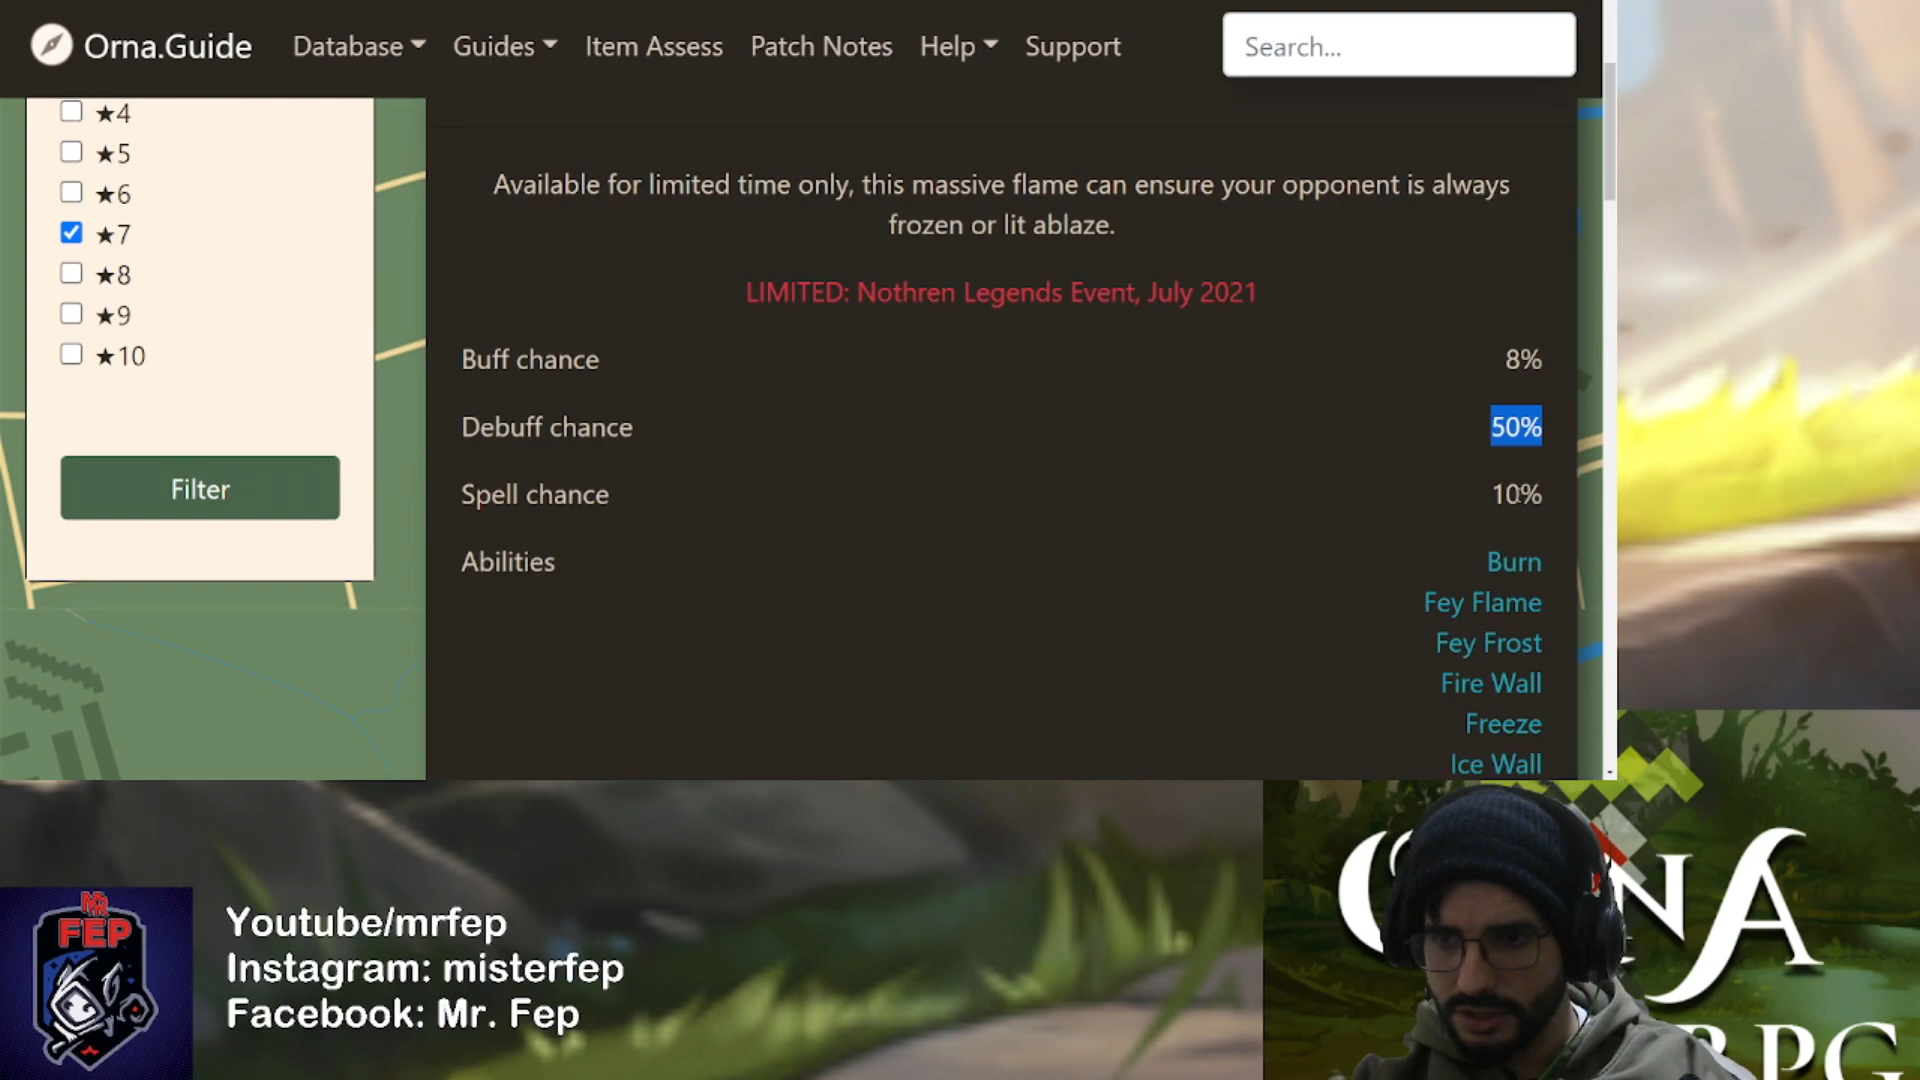 Orna.Guide Database Guides Item Assess Patch Notes Help Support Search...
★4
★5
★6
★7
★8
★9
★10
Filter
Available for limited time only, this massive flame can ensure your opponent is always
frozen or lit ablaze.
LIMITED: Nothren Legends Event, July 2021
Buff chance 8%
Debuff chance 50%
Spell chance 10%
Abilities Burn
Fey Flame
Fey Frost
Fire Wall
Freeze
Ice Wall
MR
FEP
Youtube/mrfep
Instagram: misterfep
Facebook: Mr. Fep